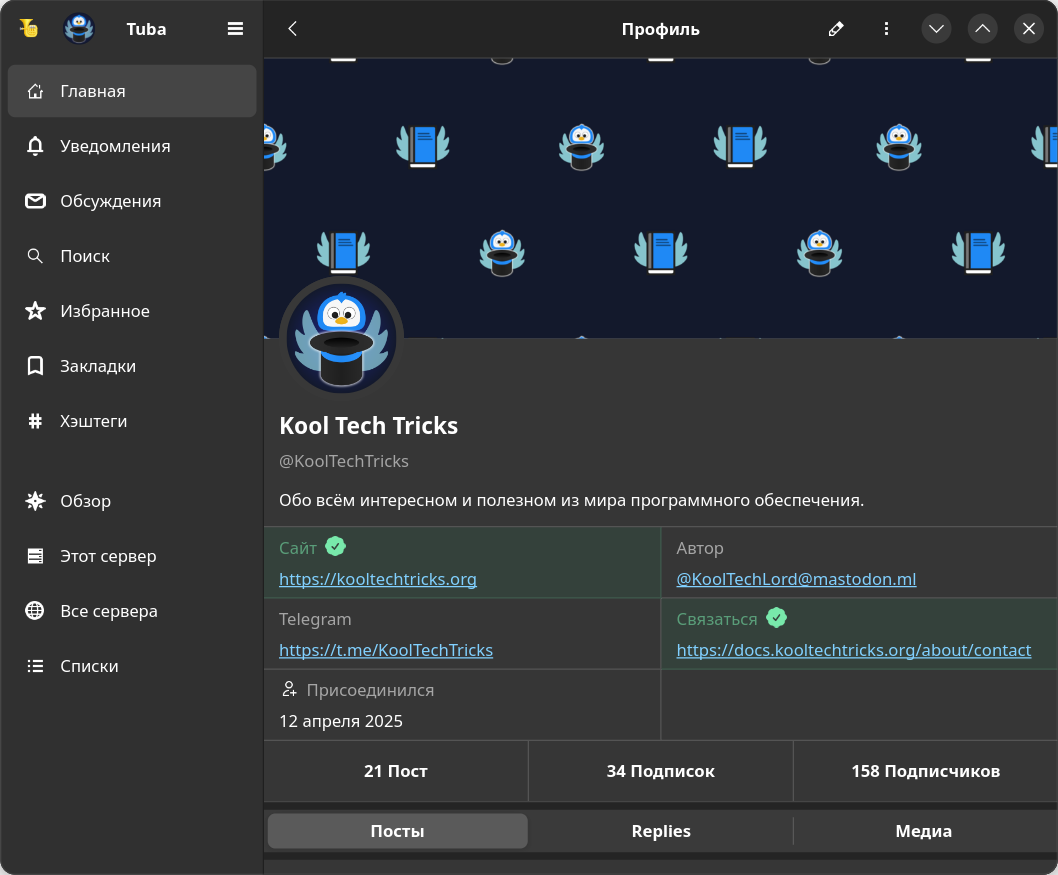 Tuba
Главная
Уведомления
Обсуждения
Поиск
Избранное
Закладки
Хэштеги
Обзор
Этот сервер
Все сервера
Списки
Профиль
Kool Tech Tricks
@KoolTechTricks
Обо всём интересном и полезном из мира программного обеспечения.
Сайт
https://kooltechtricks.org
Автор
@KoolTechLord@mastodon.ml
Telegram
https://t.me/KoolTechTricks
Связаться
https://docs.kooltechtricks.org/about/contact
Присоединился
12 апреля 2025
21 Пост
34 Подписок
158 Подписчиков
Посты
Replies
Медиа